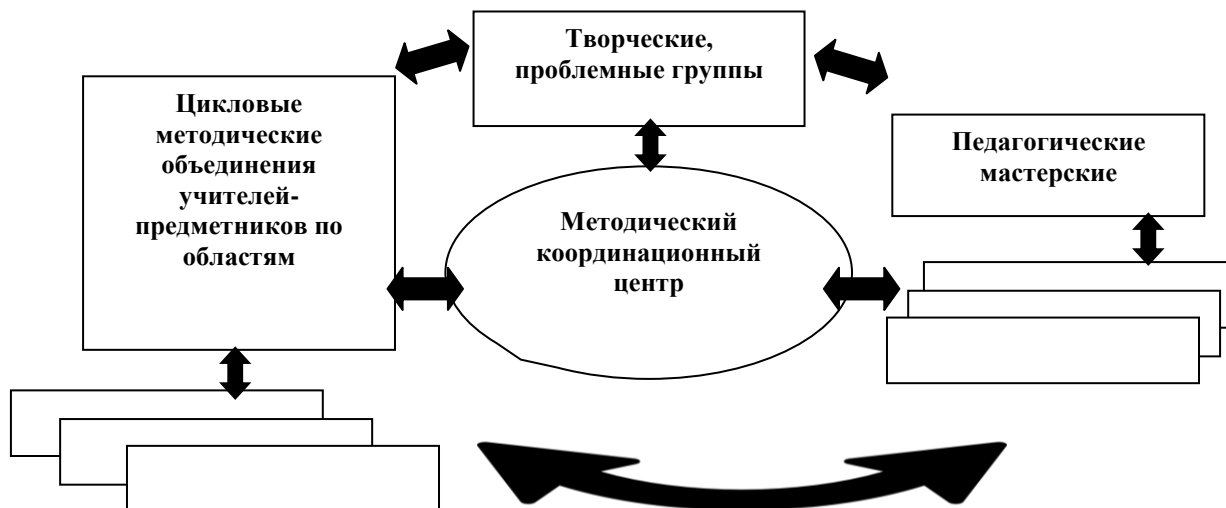 Творческие,
проблемные группы
Цикловые
методические
объединения
учителей-
предметников по
областям
Методический
координационный
центр
Педагогические
мастерские